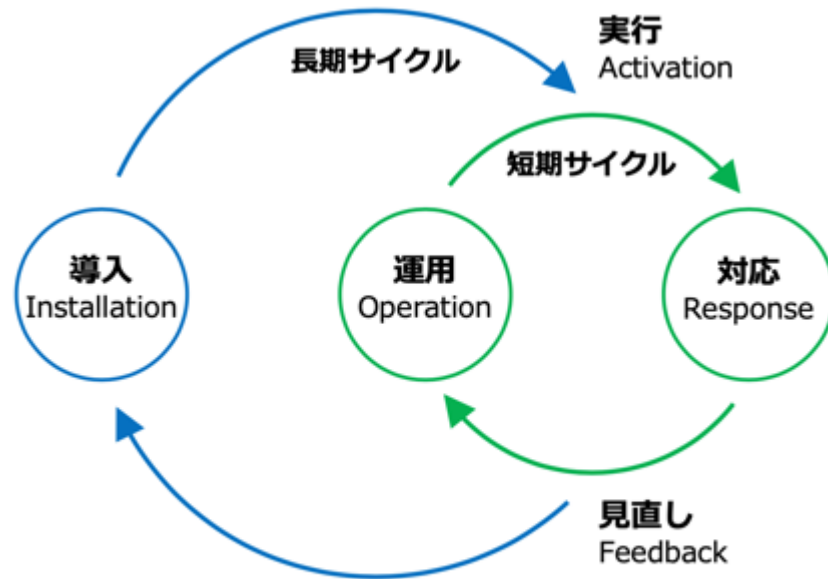 長期サイクル
実行
Activation
短期サイクル
導入
Installation
運用
Operation
対応
Response
見直し
Feedback